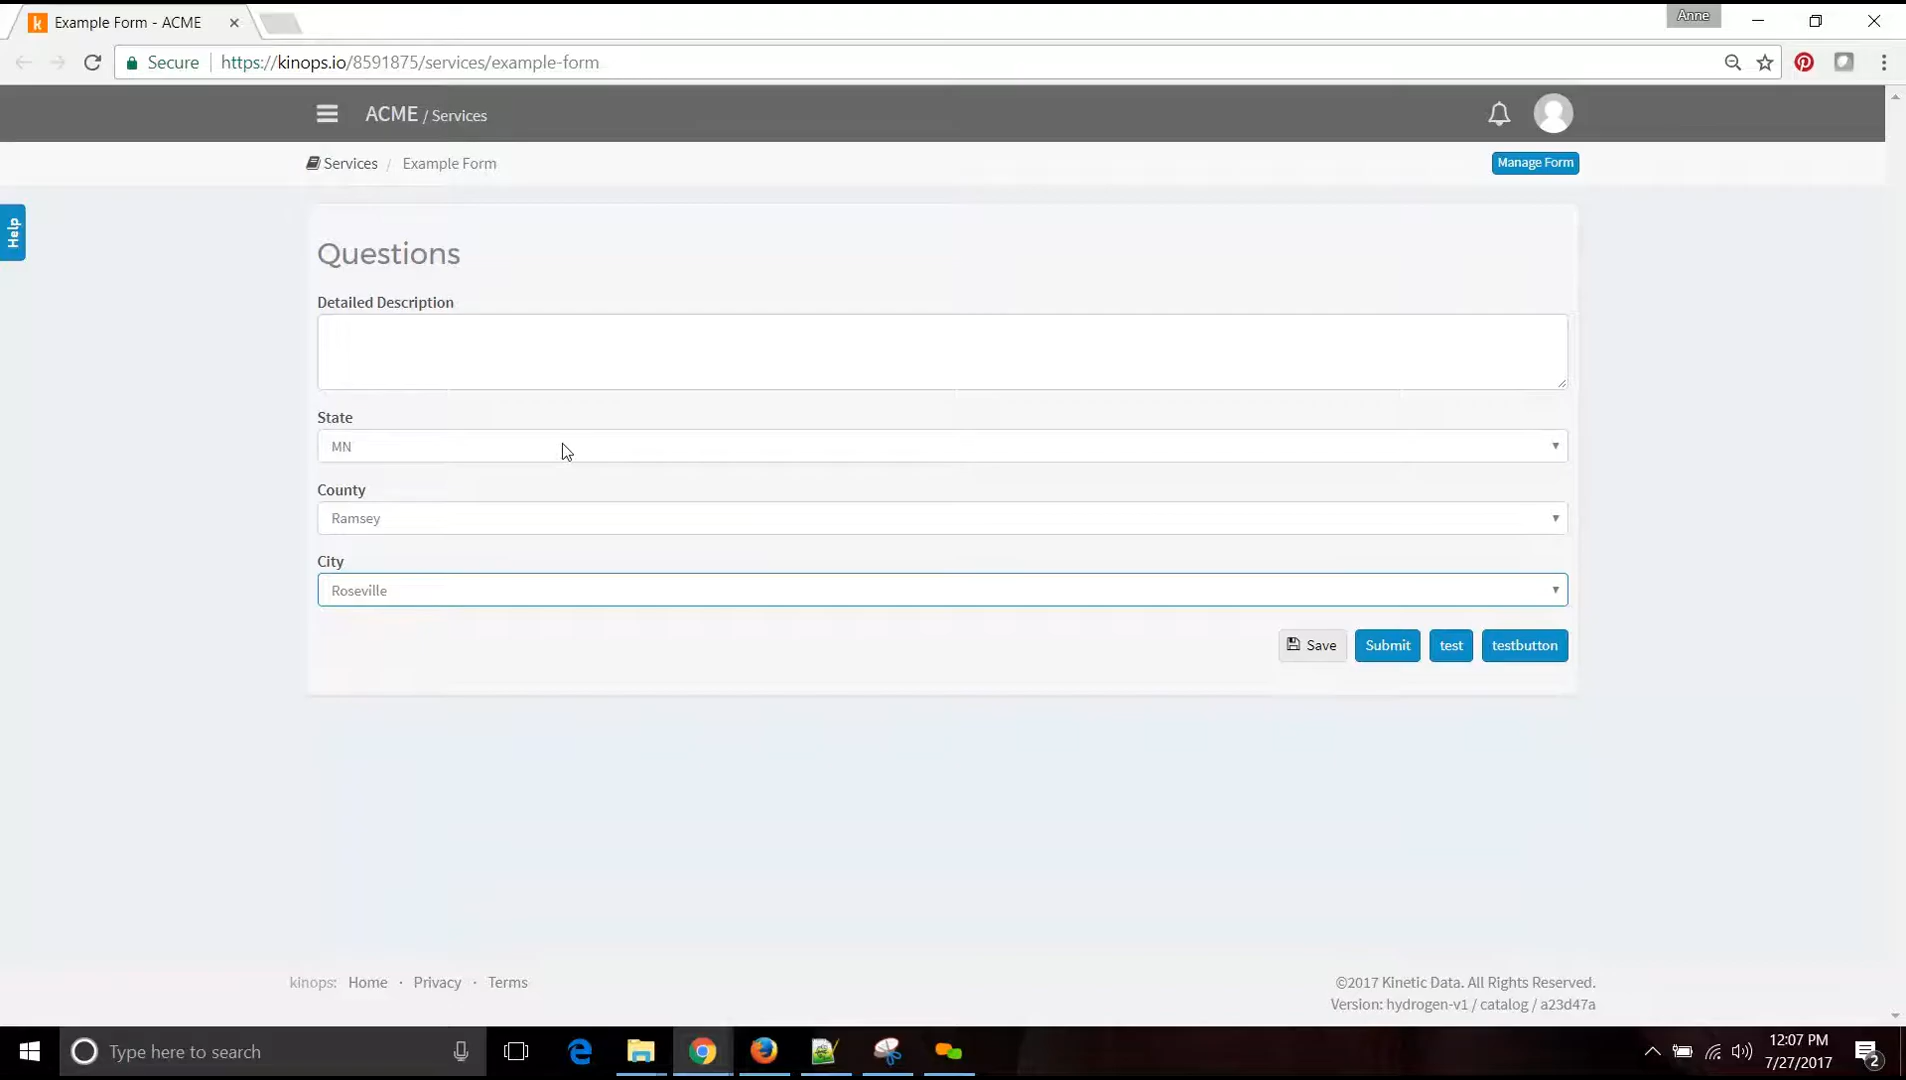 Example Form - ACME
Anne
Secure
https://kinops.io/8591875/services/example-form
ACME / Services
Services / Example Form
Manage Form
Help
Questions
Detailed Description
State
MN
County
Ramsey
City
Roseville
Save
Submit
test
testbutton
kinops: Home · Privacy · Terms
©2017 Kinetic Data. All Rights Reserved.
Version: hydrogen-v1 / catalog / a23d47a
Type here to search
12:07 PM
7/27/2017
2